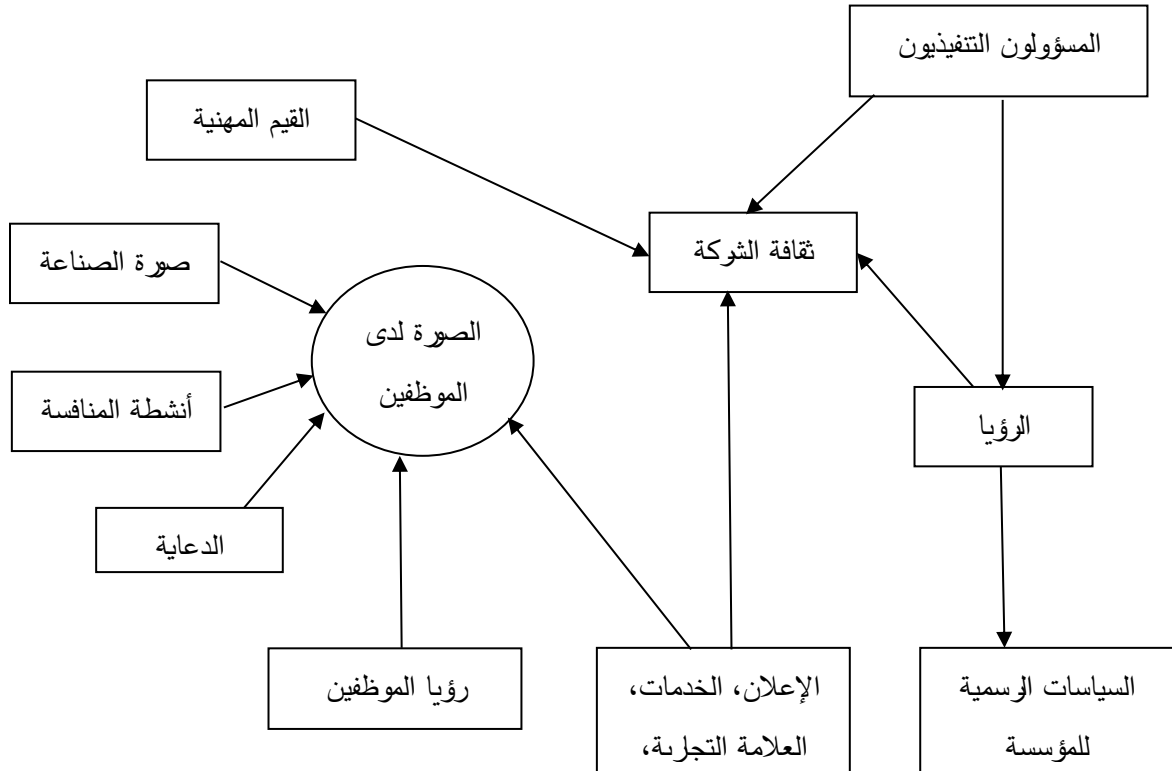 المسؤولون التنفيذيون
القيم المهنية
ثقافة الشركة
صورة الصناعة
الصورة لدى
الموظفين
أنشطة المنافسة
الرؤيا
الدعاية
رؤيا الموظفين
الإعلان، الخدمات،
العلامة التجارية،
السياسات الرسمية
للمؤسسة